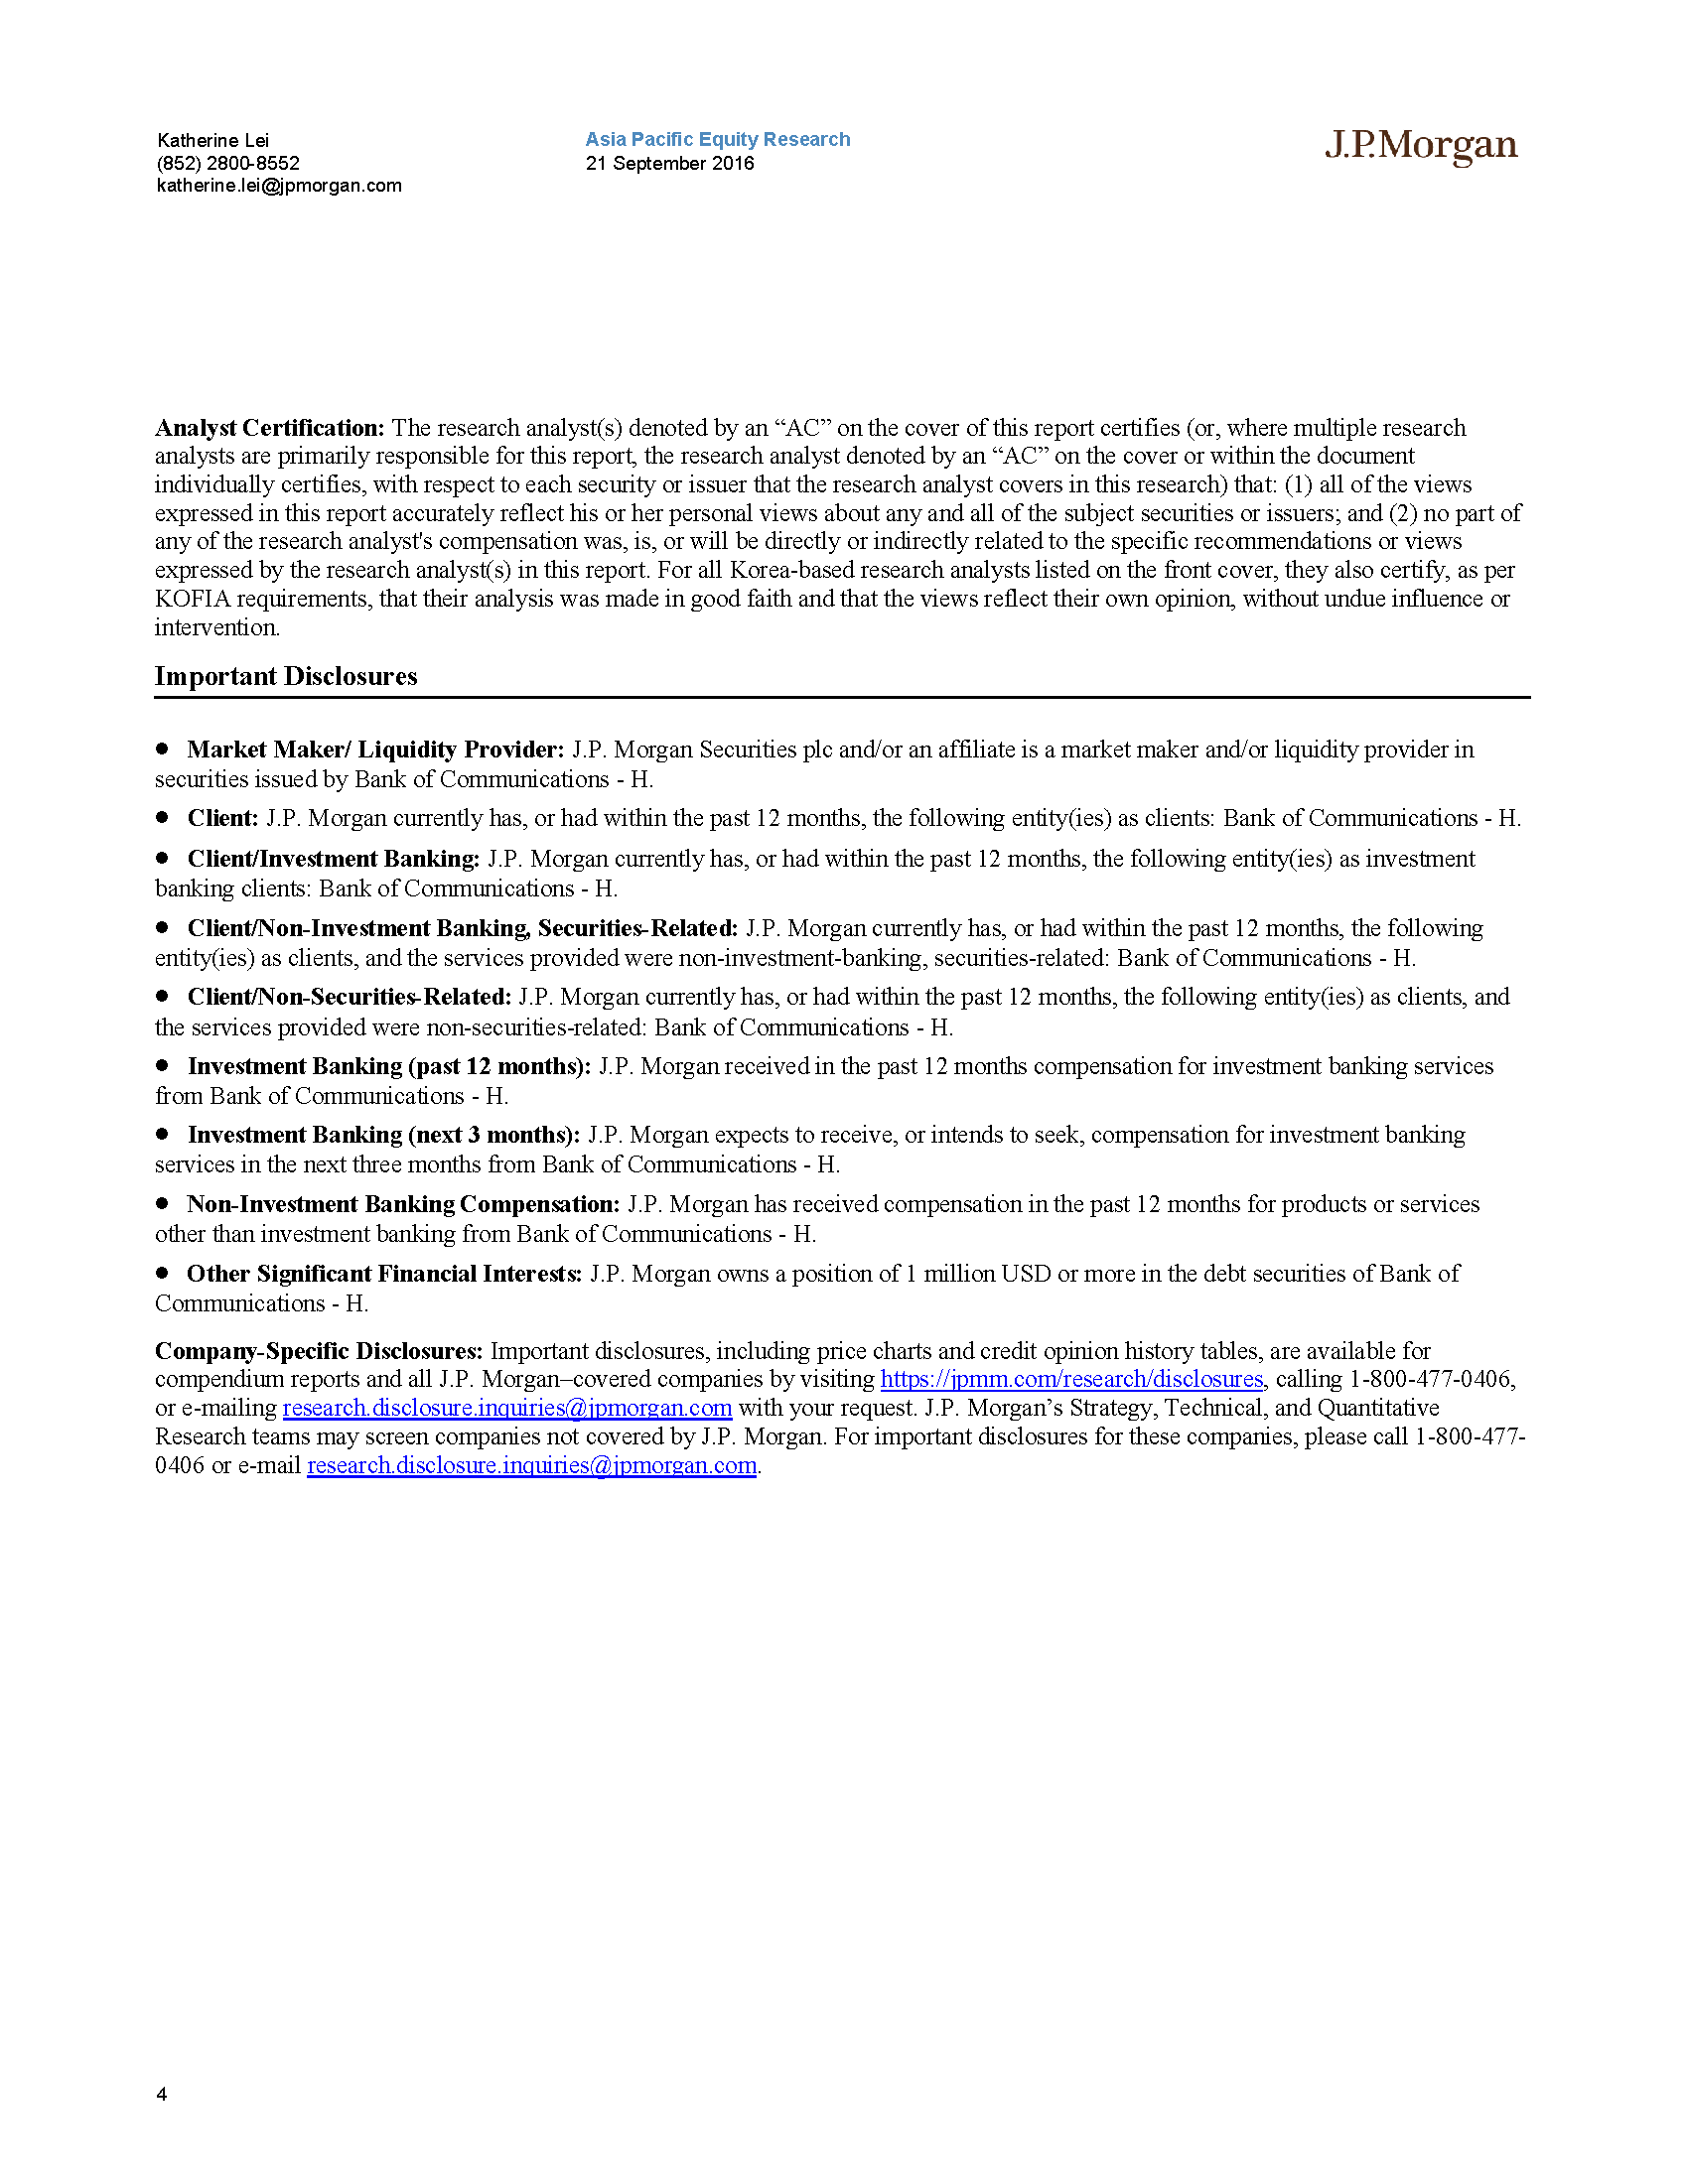 Katherine Lei
(852) 2800-8552
katherine.lei@jpmorgan.com
Asia Pacific Equity Research
21 September 2016
J.P.Morgan
Analyst Certification: The research analyst(s) denoted by an “AC” on the cover of this report certifies (or, where multiple research
analysts are primarily responsible for this report, the research analyst denoted by an “AC” on the cover or within the document
individually certifies, with respect to each security or issuer that the research analyst covers in this research) that: (1) all of the views
expressed in this report accurately reflect his or her personal views about any and all of the subject securities or issuers; and (2) no part of
any of the research analyst's compensation was, is, or will be directly or indirectly related to the specific recommendations or views
expressed by the research analyst(s) in this report. For all Korea-based research analysts listed on the front cover, they also certify, as per
KOFIA requirements, that their analysis was made in good faith and that the views reflect their own opinion, without undue influence or
intervention.
Important Disclosures
● Market Maker/ Liquidity Provider: J.P. Morgan Securities plc and/or an affiliate is a market maker and/or liquidity provider in
securities issued by Bank of Communications - H.
● Client: J.P. Morgan currently has, or had within the past 12 months, the following entity(ies) as clients: Bank of Communications - H.
● Client/Investment Banking: J.P. Morgan currently has, or had within the past 12 months, the following entity(ies) as investment
banking clients: Bank of Communications - H.
● Client/Non-Investment Banking, Securities-Related: J.P. Morgan currently has, or had within the past 12 months, the following
entity(ies) as clients, and the services provided were non-investment-banking, securities-related: Bank of Communications - H.
● Client/Non-Securities-Related: J.P. Morgan currently has, or had within the past 12 months, the following entity(ies) as clients, and
the services provided were non-securities-related: Bank of Communications - H.
● Investment Banking (past 12 months): J.P. Morgan received in the past 12 months compensation for investment banking services
from Bank of Communications - H.
● Investment Banking (next 3 months): J.P. Morgan expects to receive, or intends to seek, compensation for investment banking
services in the next three months from Bank of Communications - H.
● Non-Investment Banking Compensation: J.P. Morgan has received compensation in the past 12 months for products or services
other than investment banking from Bank of Communications - H.
● Other Significant Financial Interests: J.P. Morgan owns a position of 1 million USD or more in the debt securities of Bank of
Communications - H.
Company-Specific Disclosures: Important disclosures, including price charts and credit opinion history tables, are available for
compendium reports and all J.P. Morgan–covered companies by visiting https://jpmm.com/research/disclosures, calling 1-800-477-0406,
or e-mailing research.disclosure.inquiries@jpmorgan.com with your request. J.P. Morgan’s Strategy, Technical, and Quantitative
Research teams may screen companies not covered by J.P. Morgan. For important disclosures for these companies, please call 1-800-477-
0406 or e-mail research.disclosure.inquiries@jpmorgan.com.
4